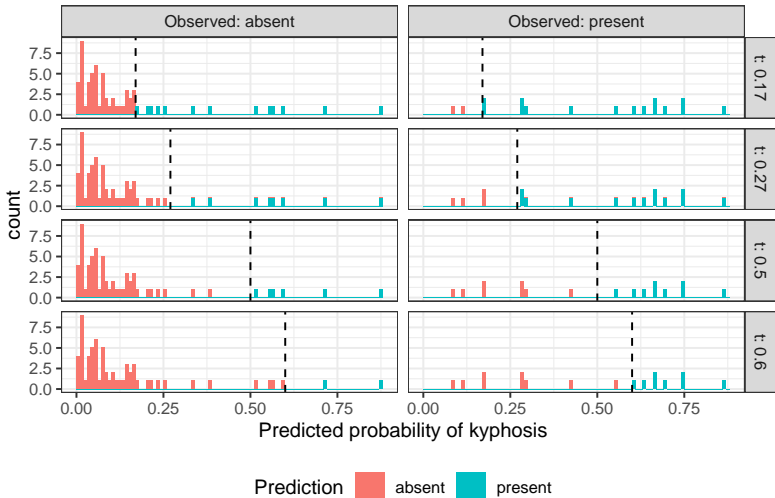 Observed: absent
Observed: present
7.5
5.0
2.5
0.0
t: 0.17
7.5
5.0
2.5
0.0
t: 0.27
count
7.5
5.0
2.5
0.0
t: 0.5
7.5
5.0
2.5
0.0
t: 0.6
0.00 0.25 0.50 0.75
0.00 0.25 0.50 0.75
Predicted probability of kyphosis
Prediction absent present